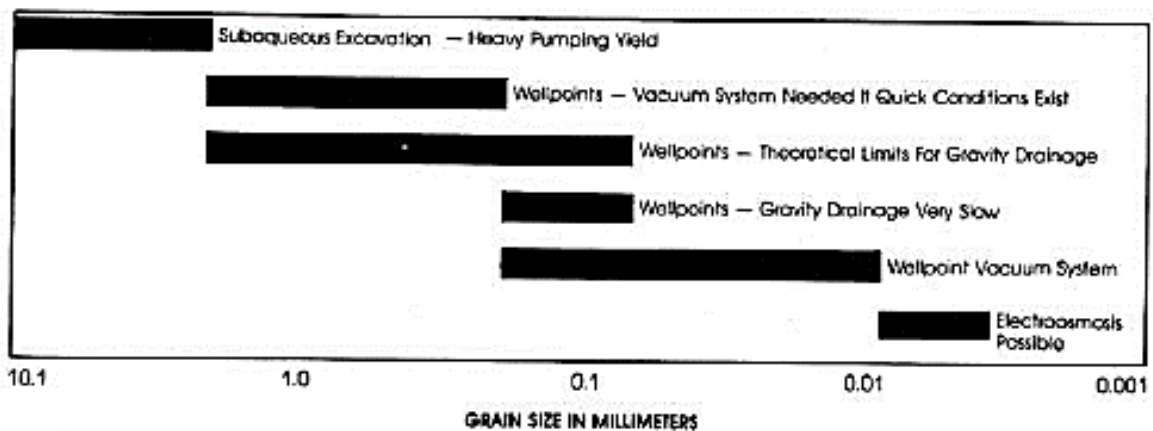 Subaqueous Excavation — Heavy Pumping Yield
Wellpoints — Vacuum System Needed If Quick Conditions Exist
Wellpoints — Theoretical Limits For Gravity Drainage
Wellpoints — Gravity Drainage Very Slow
Wellpoint Vacuum System
Electroosmosis
Possible
10.1 1.0 0.1 0.01 0.001
GRAIN SIZE IN MILLIMETERS